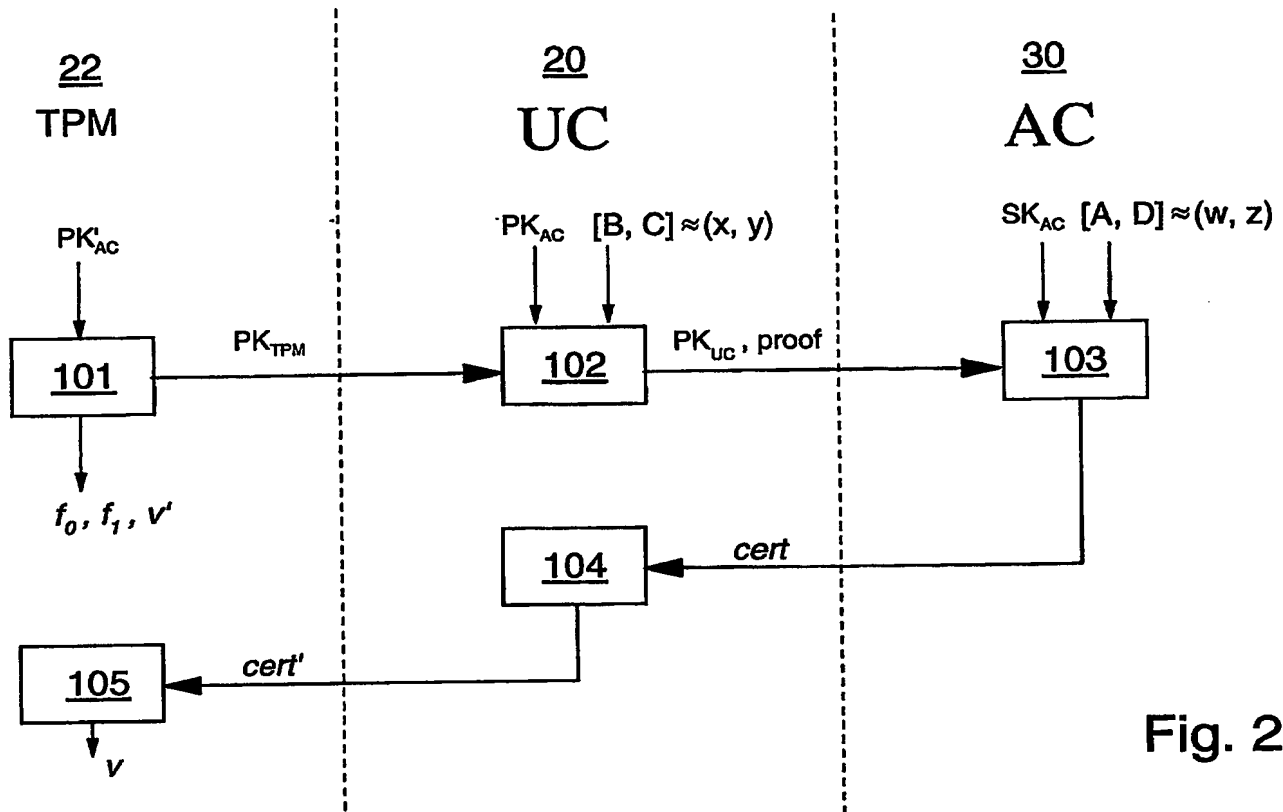 22
TPM
20
UC
30
AC
PK'AC
PKAC [B, C] ≈ (x, y)
SKAC [A, D] ≈ (w, z)
101
PKTPM
102
PKUC , proof
103
f0 , f1 , v'
104
cert
105
cert'
v
Fig. 2